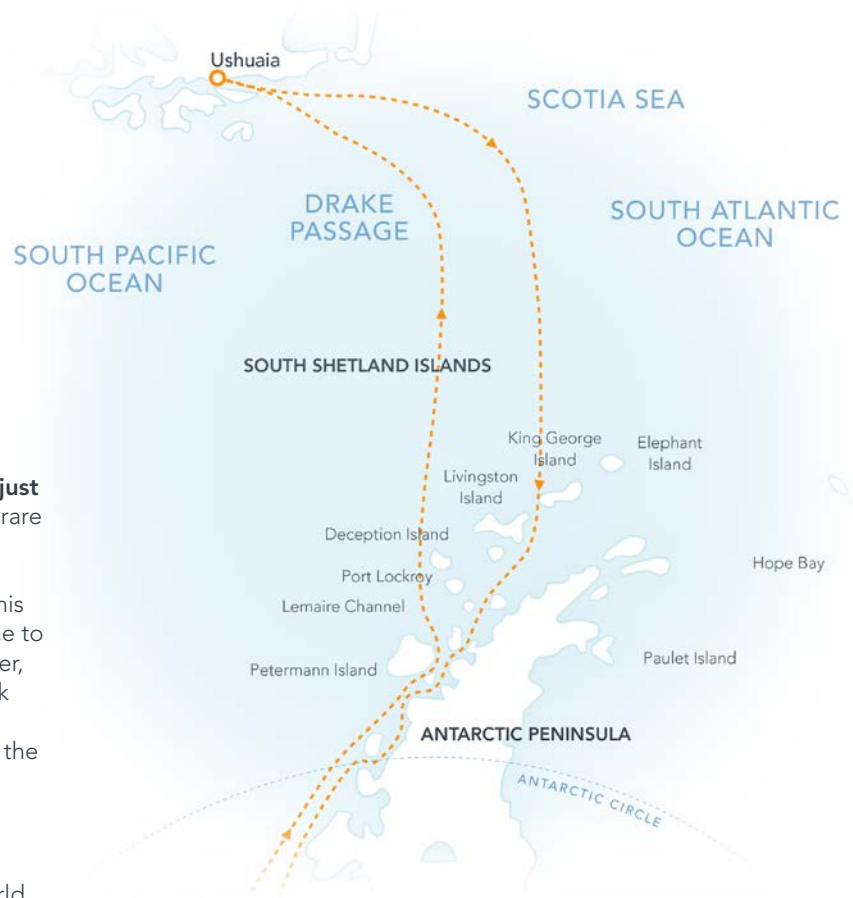 Ushuaia
SCOTIA SEA
DRAKE
PASSAGE
SOUTH ATLANTIC
OCEAN
SOUTH PACIFIC
OCEAN
SOUTH SHETLAND ISLANDS
King George
Island
Elephant
Island
Livingston
Island
just
rare
Deception Island
Port Lockroy
Hope Bay
Lemaire Channel
his
e to
er,
k
the
Petermann Island
Paulet Island
ANTARCTIC PENINSULA
ANTARCTIC CIRCLE
rld